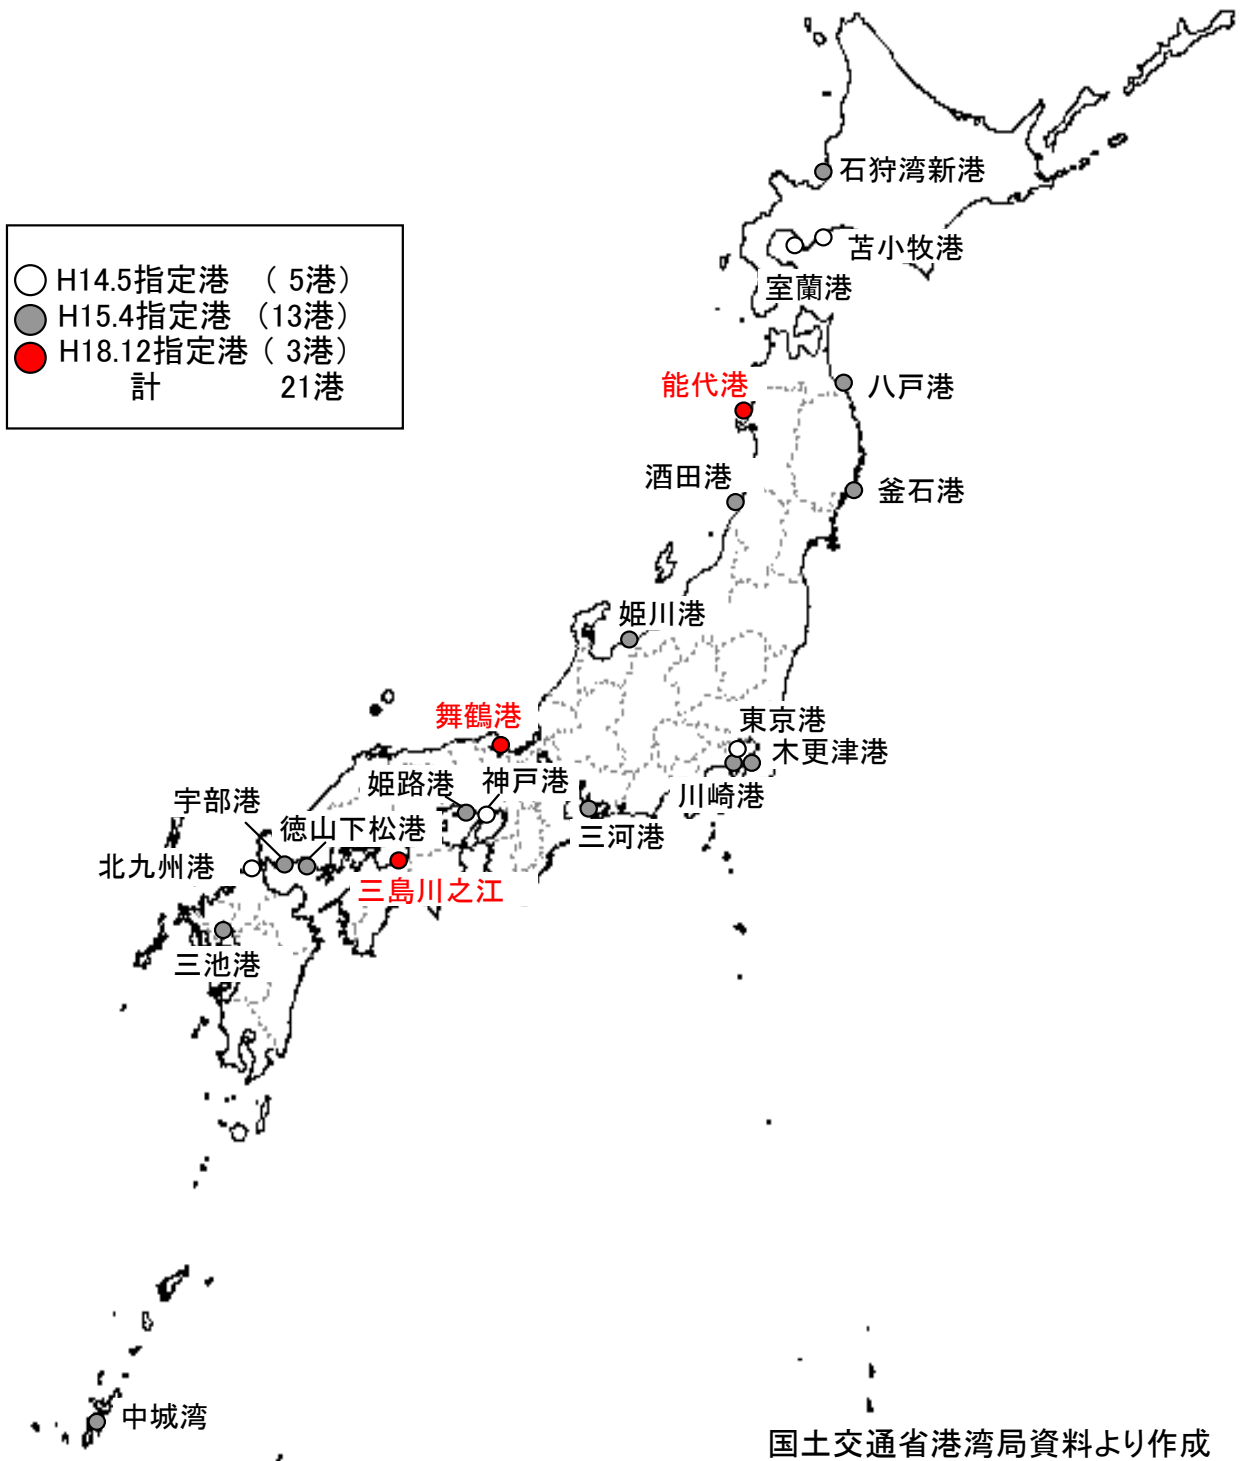 石狩湾新港
苫小牧港
室蘭港
H14.5指定港 ( 5港)
H15.4指定港 (13港)
H18.12指定港 ( 3港)
計 21港
能代港
八戸港
酒田港
釜石港
姫川港
舞鶴港
東京港
木更津港
川崎港
姫路港
神戸港
宇部港
徳山下松港
三河港
北九州港
三島川之江
三池港
中城湾
国土交通省港湾局資料より作成